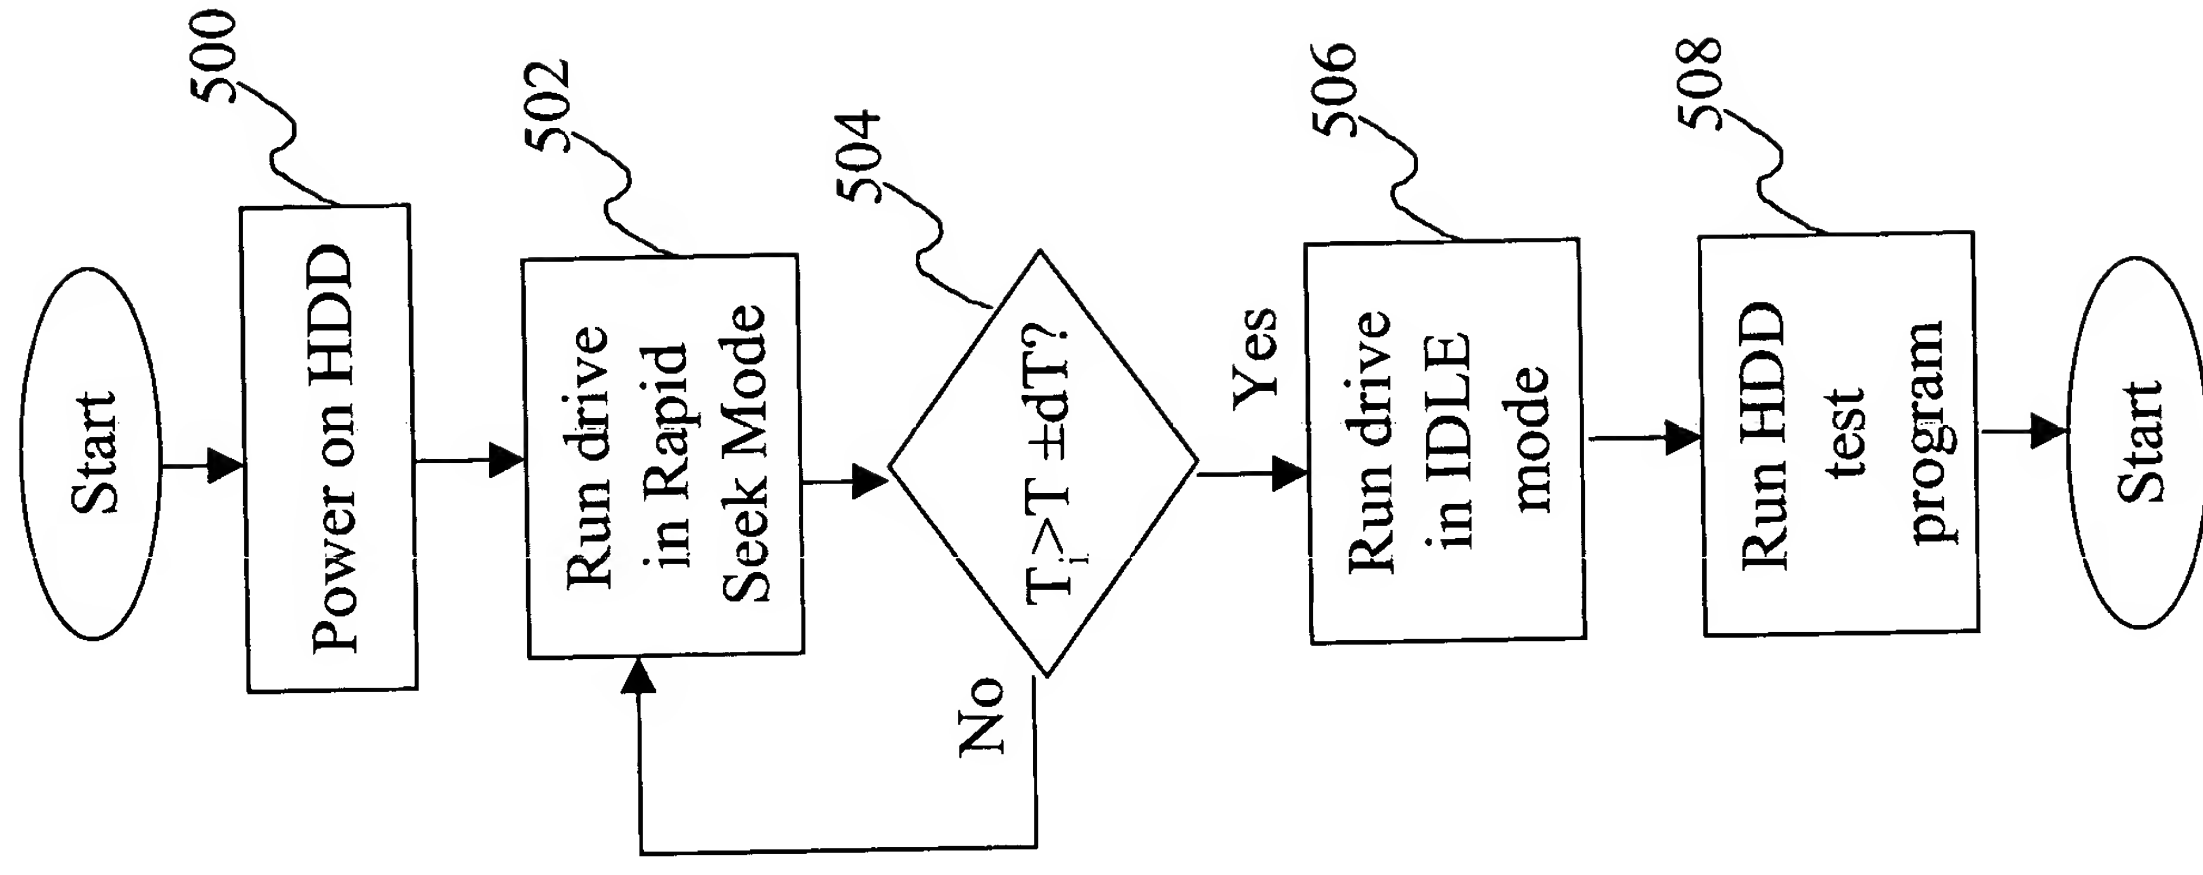 Start
500
Power on HDD
502
Run drive
in Rapid
Seek Mode
504
Tᵢ>T ±dT?
No
Yes
506
Run drive
in IDLE
mode
508
Run HDD
test
program
Start